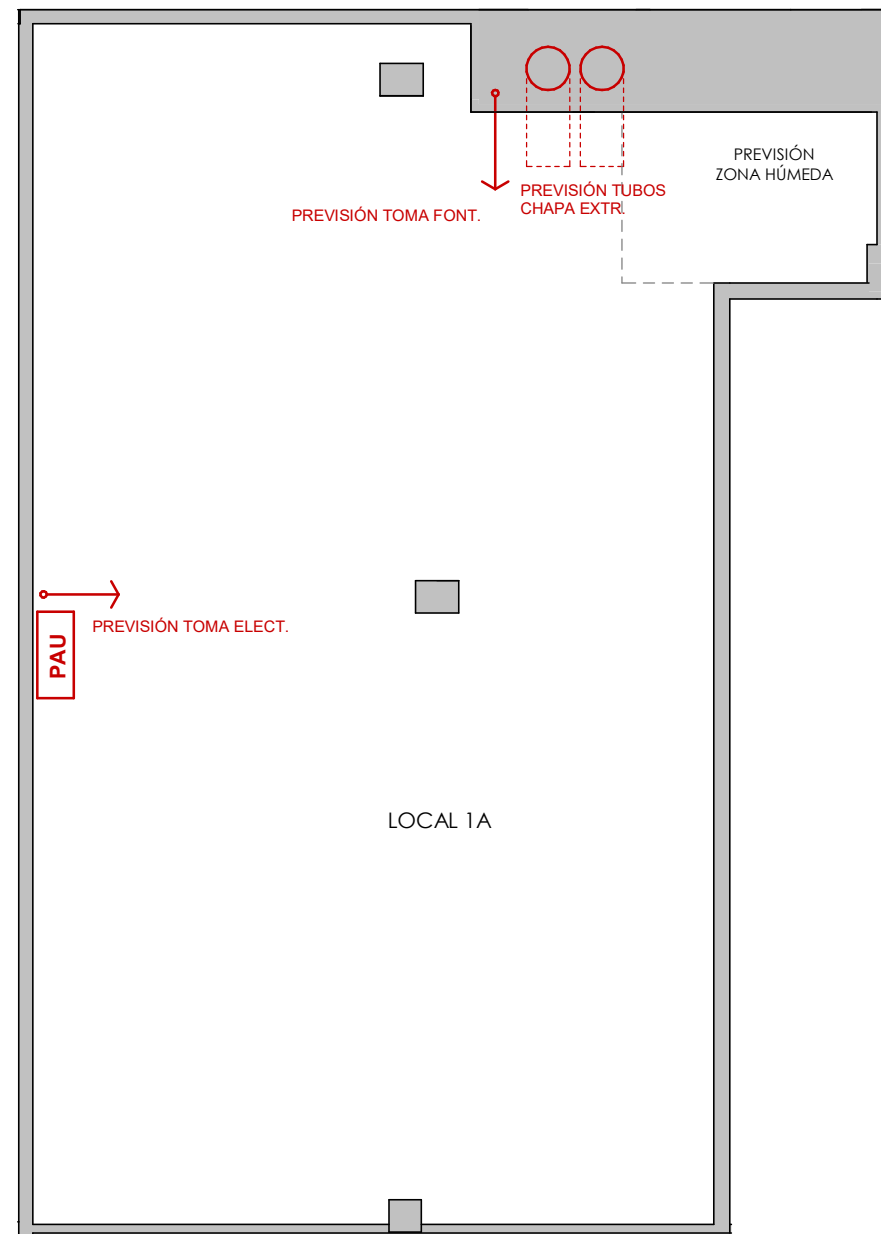 PREVISIÓN
ZONA HÚMEDA
PREVISIÓN TUBOS
CHAPA EXTR.
PREVISIÓN TOMA FONT.
PREVISIÓN TOMA ELECT.
PAU
LOCAL 1A